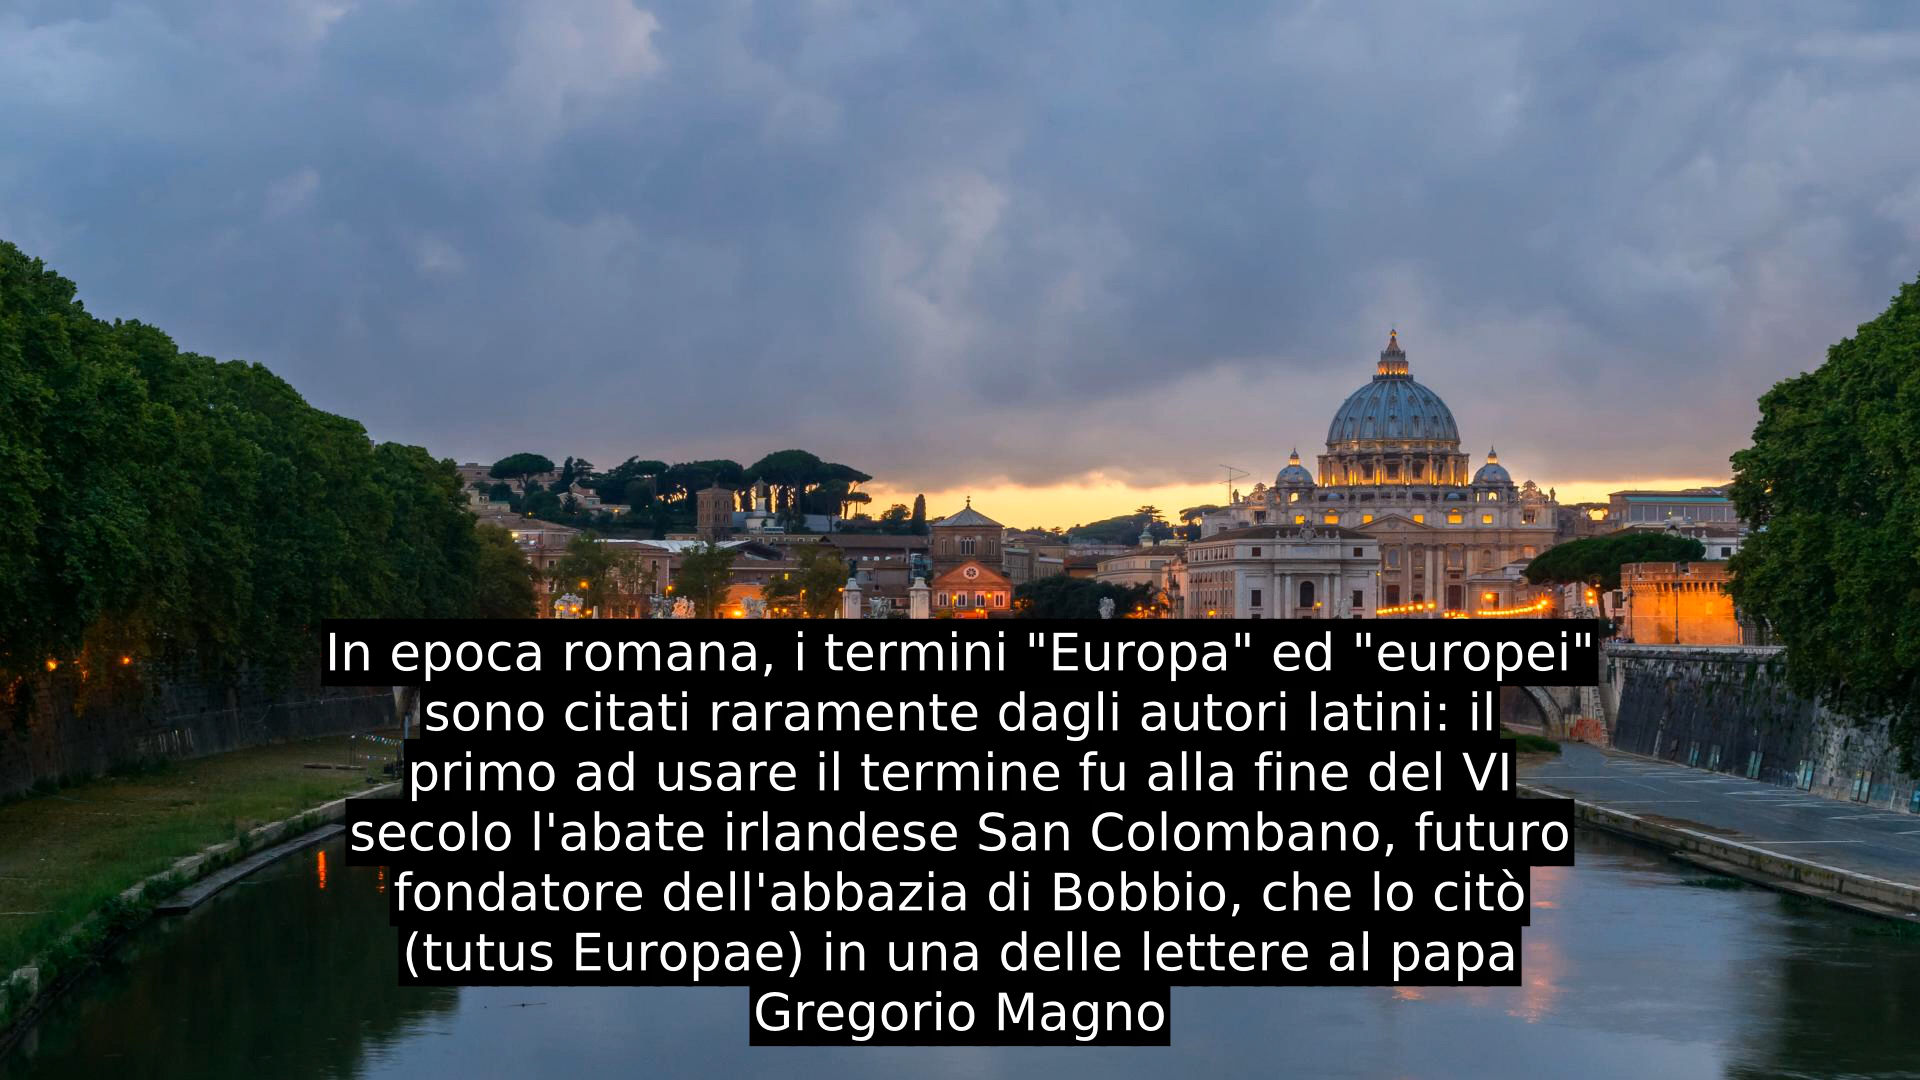 In epoca romana, i termini "Europa" ed "europei"
sono citati raramente dagli autori latini: il
primo ad usare il termine fu alla fine del VI
secolo l'abate irlandese San Colombano, futuro
fondatore dell'abbazia di Bobbio, che lo citò
(tutus Europae) in una delle lettere al papa
Gregorio Magno